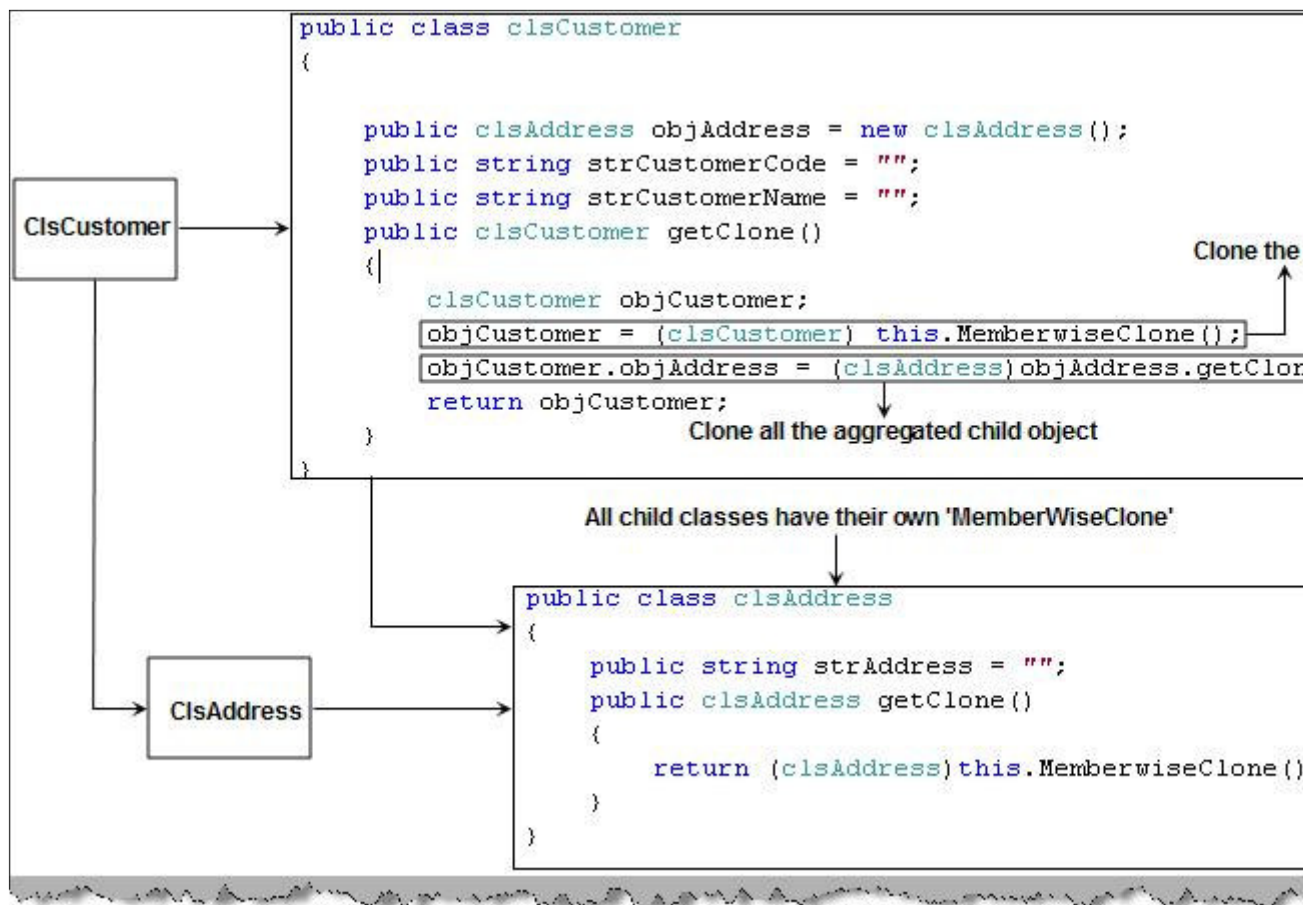 public class clsCustomer
{
public clsAddress objAddress = new clsAddress();
public string strCustomerCode = "";
public string strCustomerName = "";
public clsCustomer getClone()
{
clsCustomer objCustomer;
objCustomer = (clsCustomer) this.MemberwiseClone();
objCustomer.objAddress = (clsAddress)objAddress.getClon
return objCustomer;
}
}
ClsCustomer
Clone the
Clone all the aggregated child object
All child classes have their own 'MemberWiseClone'
public class clsAddress
{
public string strAddress = "";
public clsAddress getClone()
{
return (clsAddress)this.MemberwiseClone()
}
}
ClsAddress